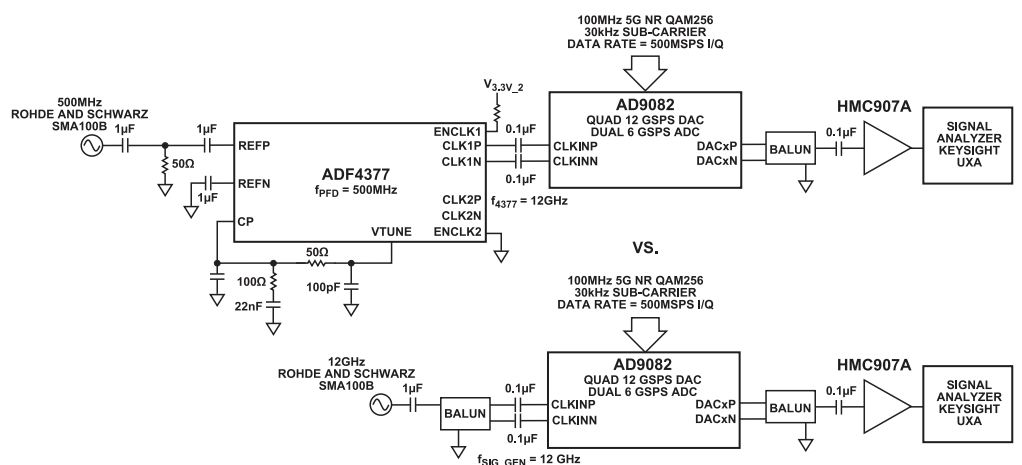 100MHz 5G NR QAM256
30kHz SUB-CARRIER
DATA RATE = 500MSPS I/Q
500MHz
ROHDE AND SCHWARZ
SMA100B
1µF
1µF
50Ω
1µF
REFP
REFN
CP
ADF4377
fPFD = 500MHz
VTUNE
ENCLK1
CLK1P
CLK1N
CLK2P
CLK2N
ENCLK2
V3.3V_2
0.1µF
0.1µF
f4377 = 12GHz
AD9082
QUAD 12 GSPS DAC
DUAL 6 GSPS ADC
CLKINP
CLKINN
DACxP
DACxN
BALUN
0.1µF
HMC907A
SIGNAL
ANALYZER
KEYSIGHT
UXA
50Ω
100Ω
22nF
100pF
VS.
100MHz 5G NR QAM256
30kHz SUB-CARRIER
DATA RATE = 500MSPS I/Q
12GHz
ROHDE AND SCHWARZ
SMA100B
1µF
BALUN
0.1µF
0.1µF
fSIG_GEN = 12 GHz
AD9082
QUAD 12 GSPS DAC
DUAL 6 GSPS ADC
CLKINP
CLKINN
DACxP
DACxN
BALUN
0.1µF
HMC907A
SIGNAL
ANALYZER
KEYSIGHT
UXA